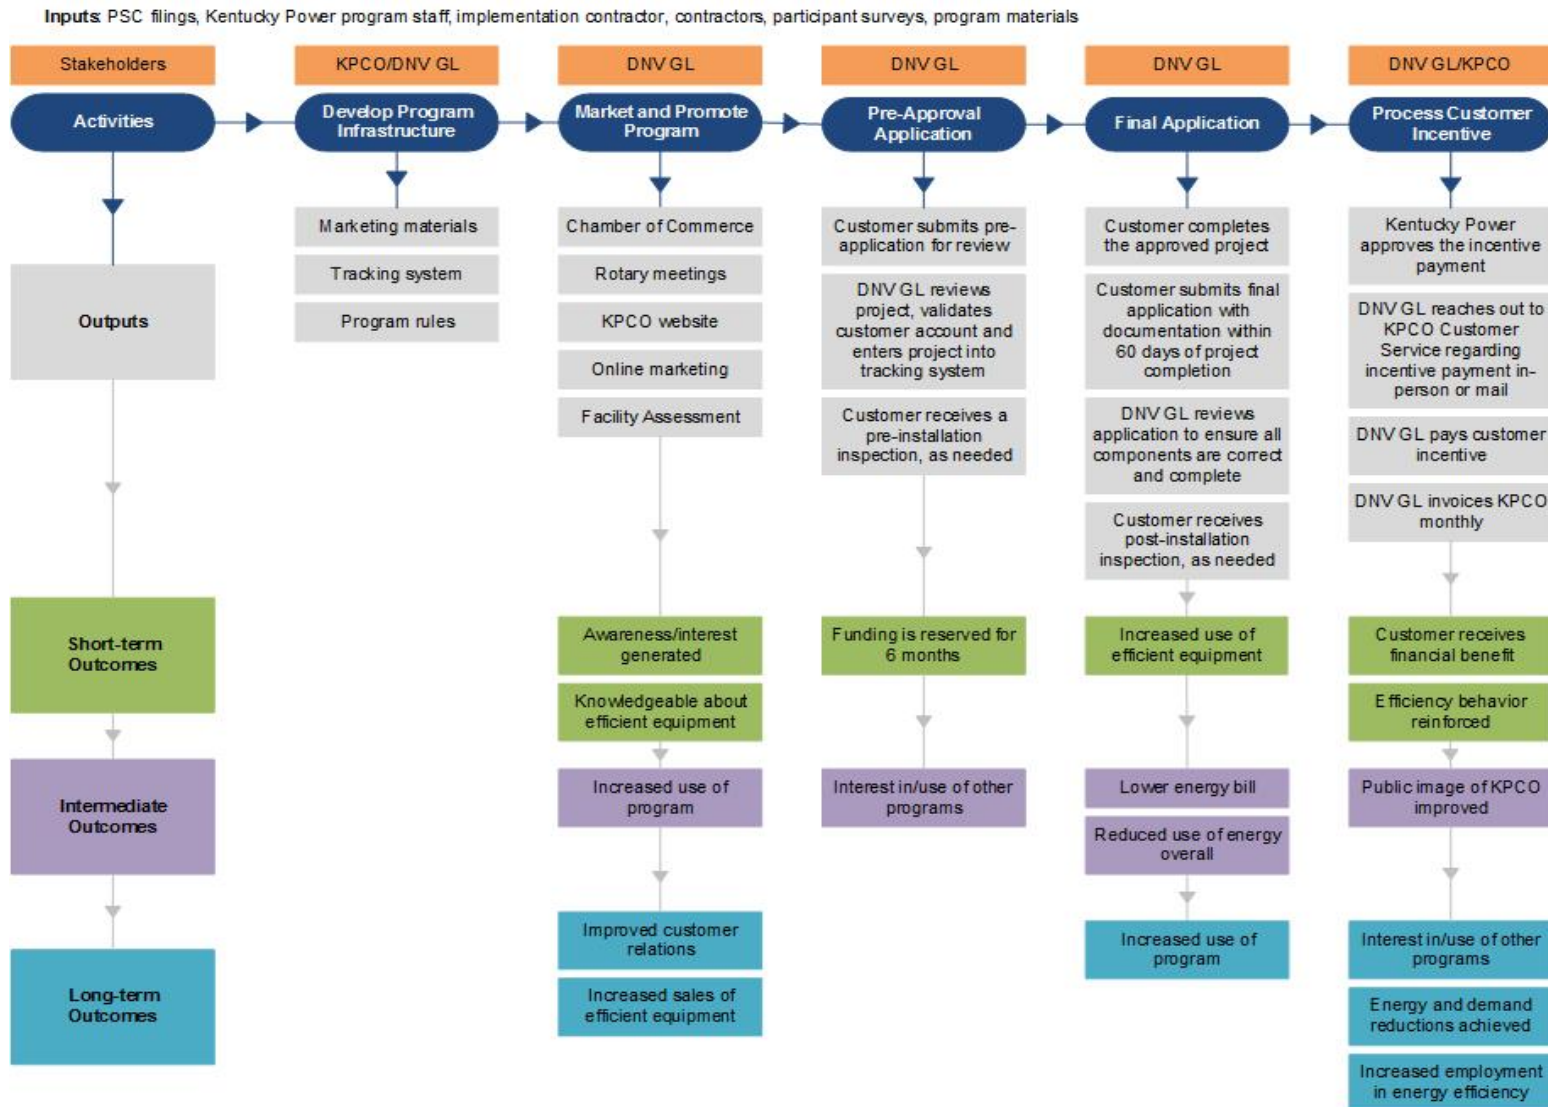 Inputs: PSC filings, Kentucky Power program staff, implementation contractor, contractors, participant surveys, program materials
Stakeholders
KPCO/DNV GL
DNV GL
DNV GL
DNV GL
DNV GL/KPCO
Activities
Develop Program
Infrastructure
Market and Promote
Program
Pre-Approval
Application
Final Application
Process Customer
Incentive
Outputs
Marketing materials
Tracking system
Program rules
Chamber of Commerce
Rotary meetings
KPCO website
Online marketing
Facility Assessment
Customer submits pre-
application for review
DNV GL reviews
project, validates
customer account and
enters project into
tracking system
Customer receives a
pre-installation
inspection, as needed
Customer completes
the approved project
Customer submits final
application with
documentation within
60 days of project
completion
DNV GL reviews
application to ensure all
components are correct
and complete
Customer receives
post-installation
inspection, as needed
Kentucky Power
approves the incentive
payment
DNV GL reaches out to
KPCO Customer
Service regarding
incentive payment in-
person or mail
DNV GL pays customer
incentive
DNV GL invoices KPCO
monthly
Short-term
Outcomes
Awareness/interest
generated
Knowledgeable about
efficient equipment
Funding is reserved for
6 months
Increased use of
efficient equipment
Customer receives
financial benefit
Efficiency behavior
reinforced
Intermediate
Outcomes
Increased use of
program
Interest in/use of other
programs
Lower energy bill
Reduced use of energy
overall
Public image of KPCO
improved
Long-term
Outcomes
Improved customer
relations
Increased sales of
efficient equipment
Increased use of
program
Interest in/use of other
programs
Energy and demand
reductions achieved
Increased employment
in energy efficiency